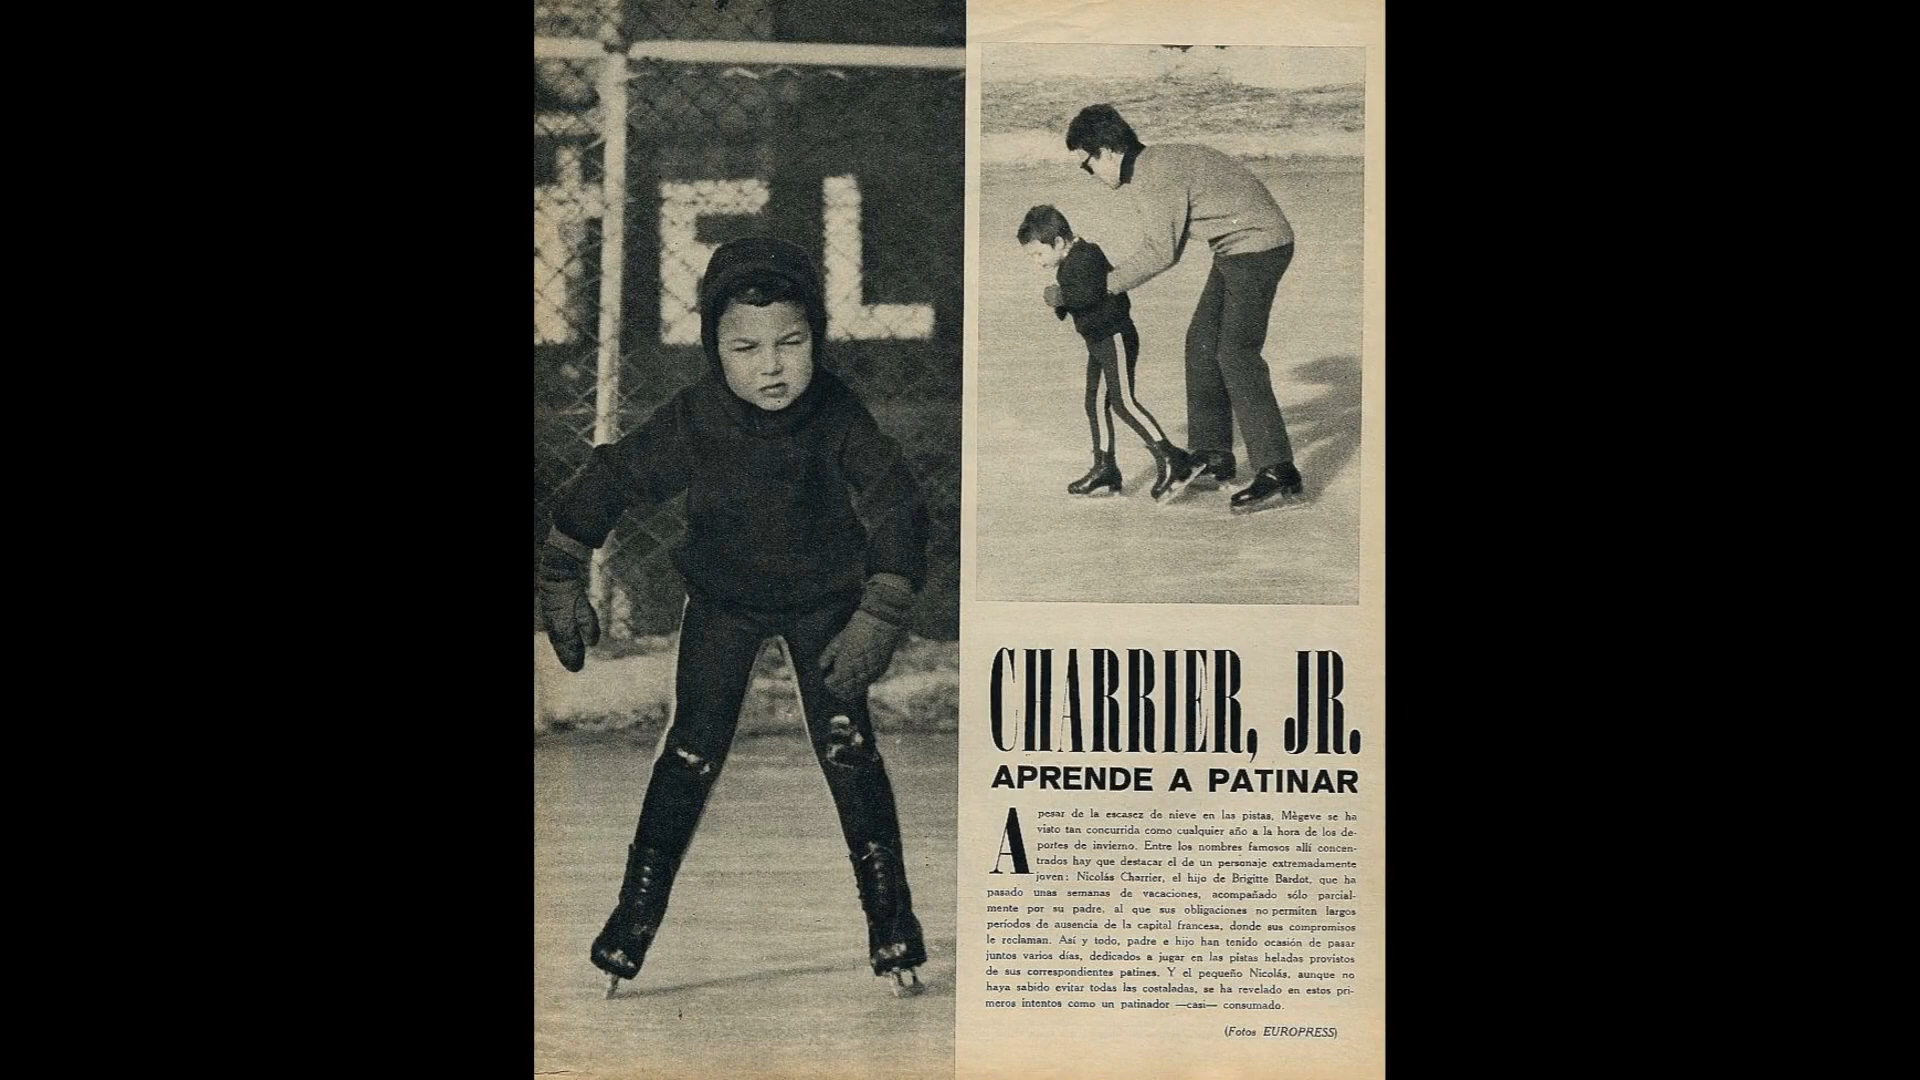 EL
CHARRIER, JR.
APRENDE A PATINAR
A pesar de la escasez de nieve en las pistas, Mègeve se ha
visto tan concurrida como cualquier año a la hora de los de-
portes de invierno. Entre los nombres famosos allí concen-
trados hay que destacar el de un personaje extremadamente
joven: Nicolás Charrier, el hijo de Brigitte Bardot, que ha
pasado unas semanas de vacaciones, acompañado sólo parcial-
mente por su padre, al que sus obligaciones no permiten largos
períodos de ausencia de la capital francesa, donde sus compromisos
le reclaman. Así y todo, padre e hijo han tenido ocasión de pasar
juntos varios días, dedicados a jugar en las pistas heladas provistos
de sus correspondientes patines. Y el pequeño Nicolás, aunque no
haya sabido evitar todas las costaladas, se ha revelado en estos pri-
meros intentos como un patinador —casi— consumado.
(Fotos EUROPRESS)